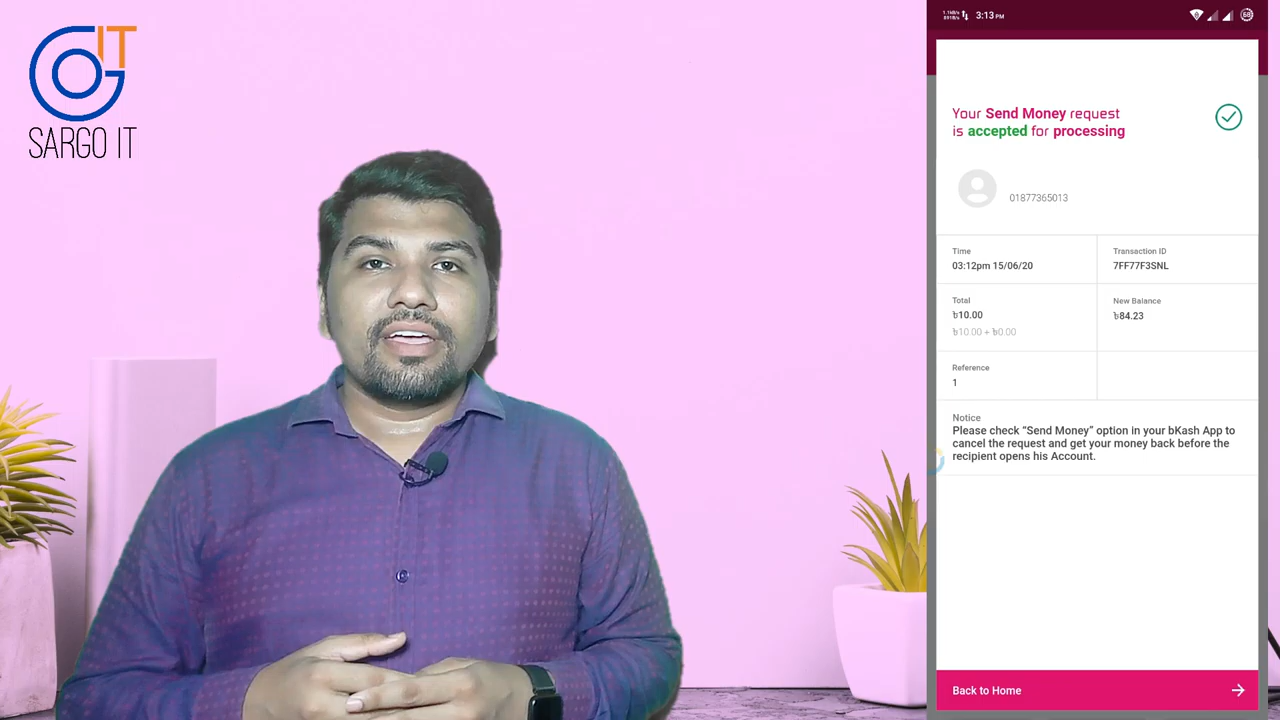 IT
SARGO IT
3:13 PM
68
Your Send Money request
is accepted for processing
01877365013
Time
03:12pm 15/06/20
Transaction ID
7FF77F3SNL
Total
৳10.00
৳10.00 + ৳0.00
New Balance
৳84.23
Reference
1
Notice
Please check “Send Money” option in your bKash App to
cancel the request and get your money back before the
recipient opens his Account.
Back to Home